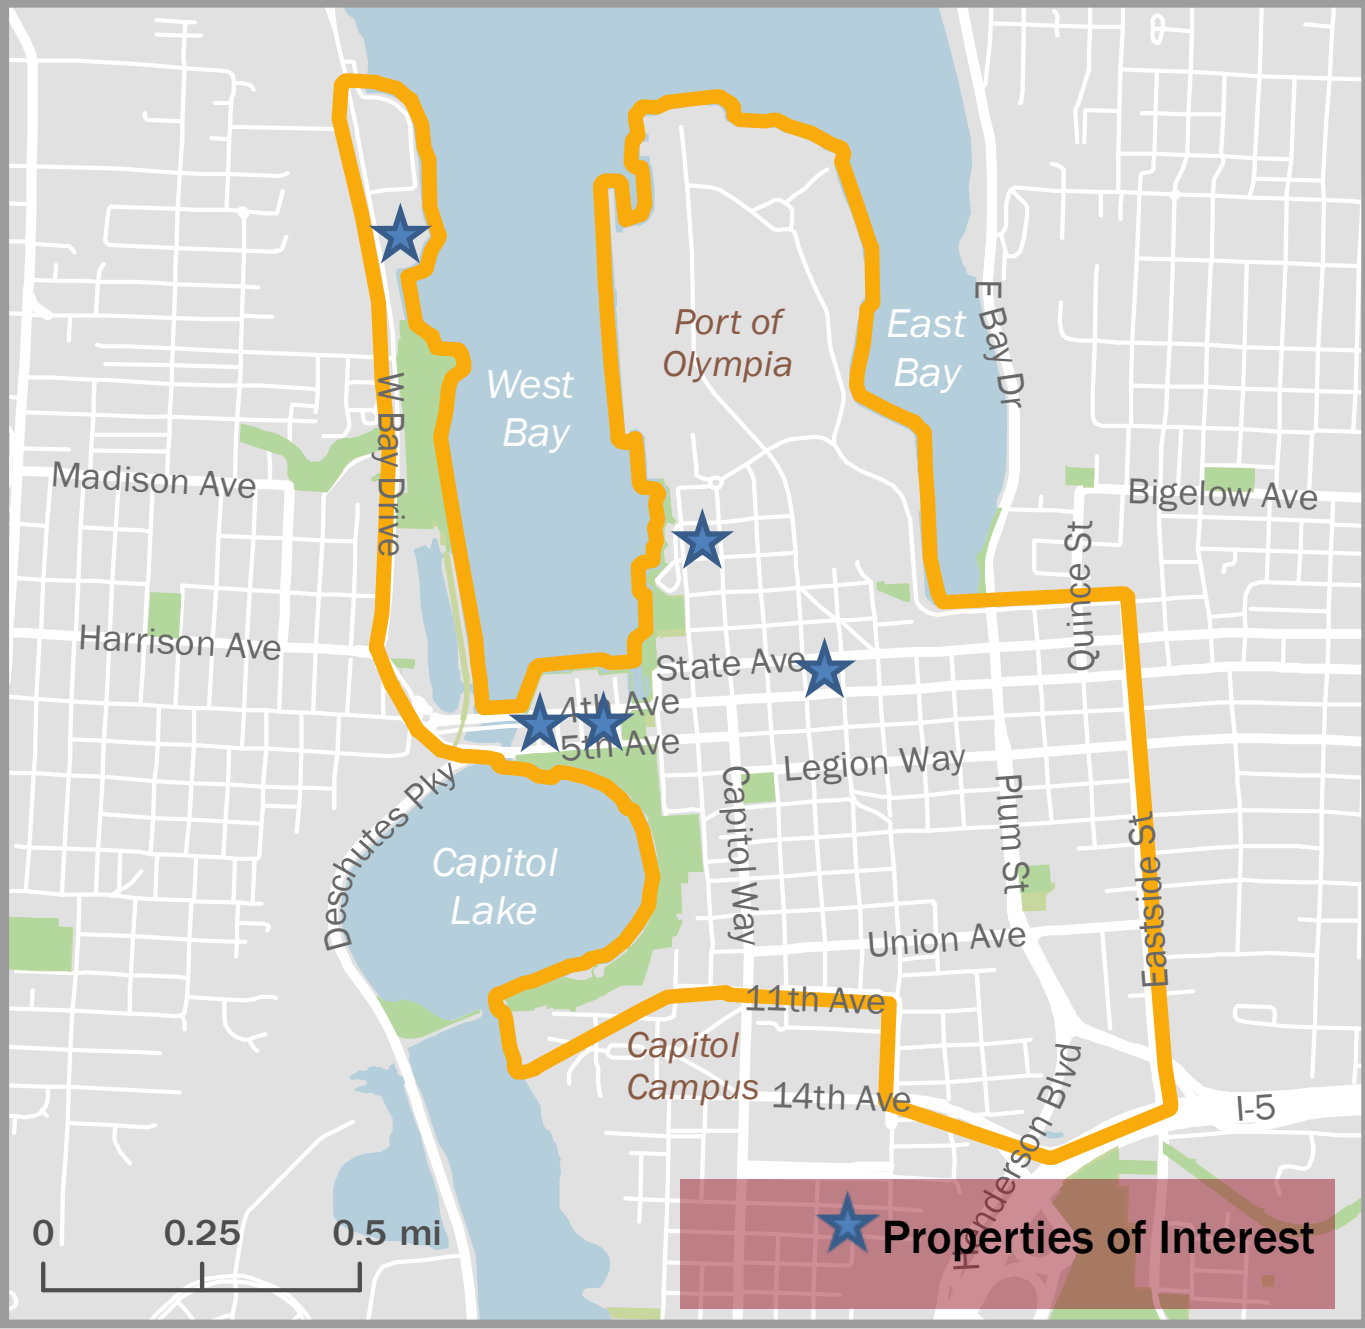 Port of
Olympia
East
Bay
E Bay Dr
West
Bay
W Bay Drive
Madison Ave
Bigelow Ave
Quince St
Harrison Ave
State Ave
4th Ave
5th Ave
Legion Way
Deschutes Pky
Capitol Way
Plum St
Eastside St
Capitol
Lake
Union Ave
11th Ave
Capitol
Campus
14th Ave
Henderson Blvd
I-5
0 0.25 0.5 mi
Properties of Interest